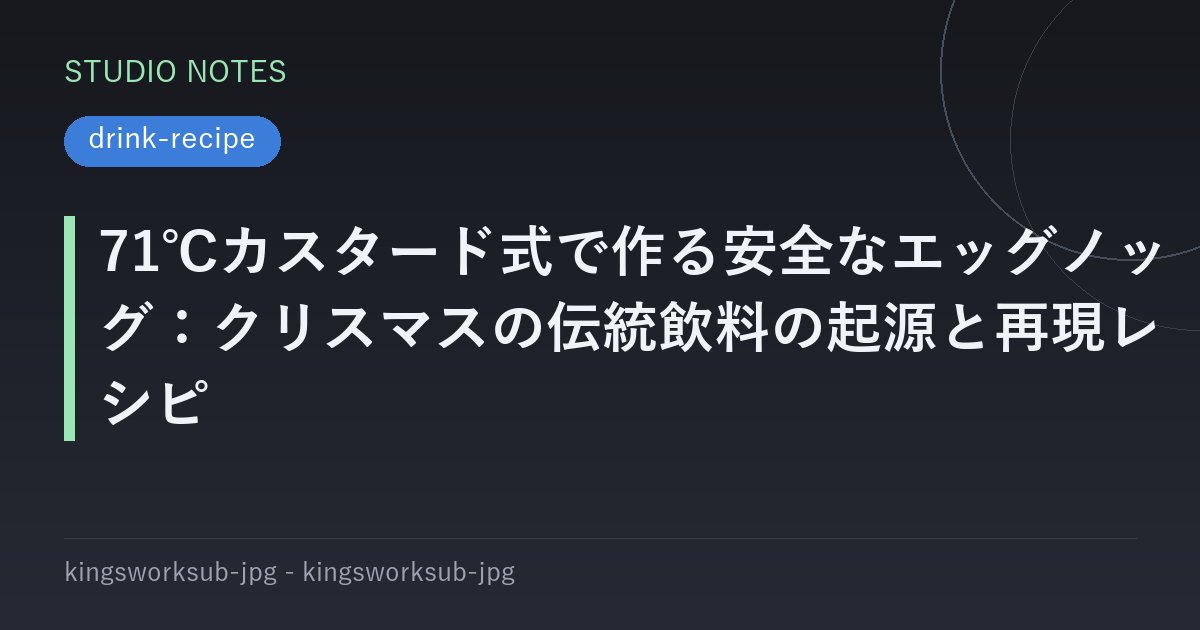 STUDIO NOTES
drink-recipe
71℃カスタード式で作る安全なエッグノッ
グ：クリスマスの伝統飲料の起源と再現レ
シピ
kingsworksub-jpg - kingsworksub-jpg